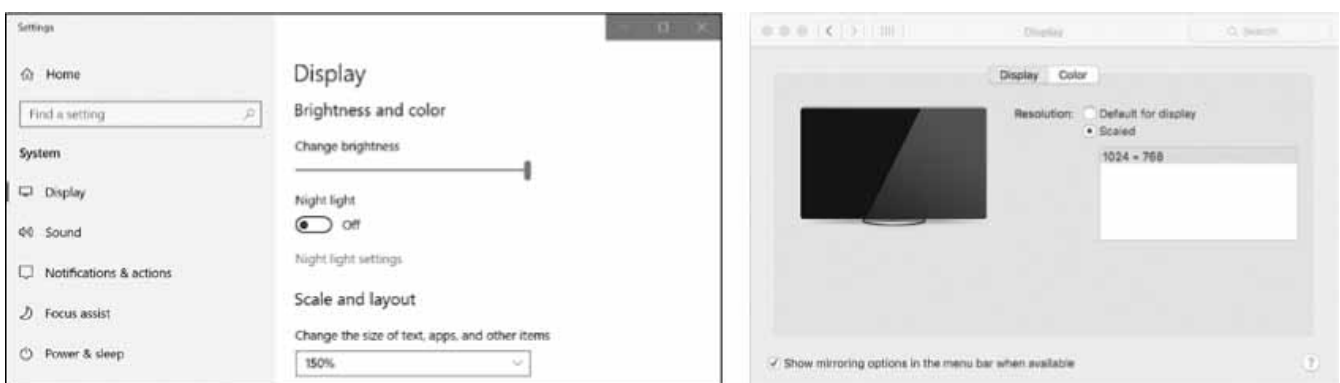 Settings
Home
Find a setting
System
Display
Sound
Notifications & actions
Focus assist
Power & sleep
Display
Brightness and color
Change brightness
Night light
Off
Night light settings
Scale and layout
Change the size of text, apps, and other items
150%
Display
Search
Display Color
Resolution: Default for display
Scaled
1024 × 768
Show mirroring options in the menu bar when available
?